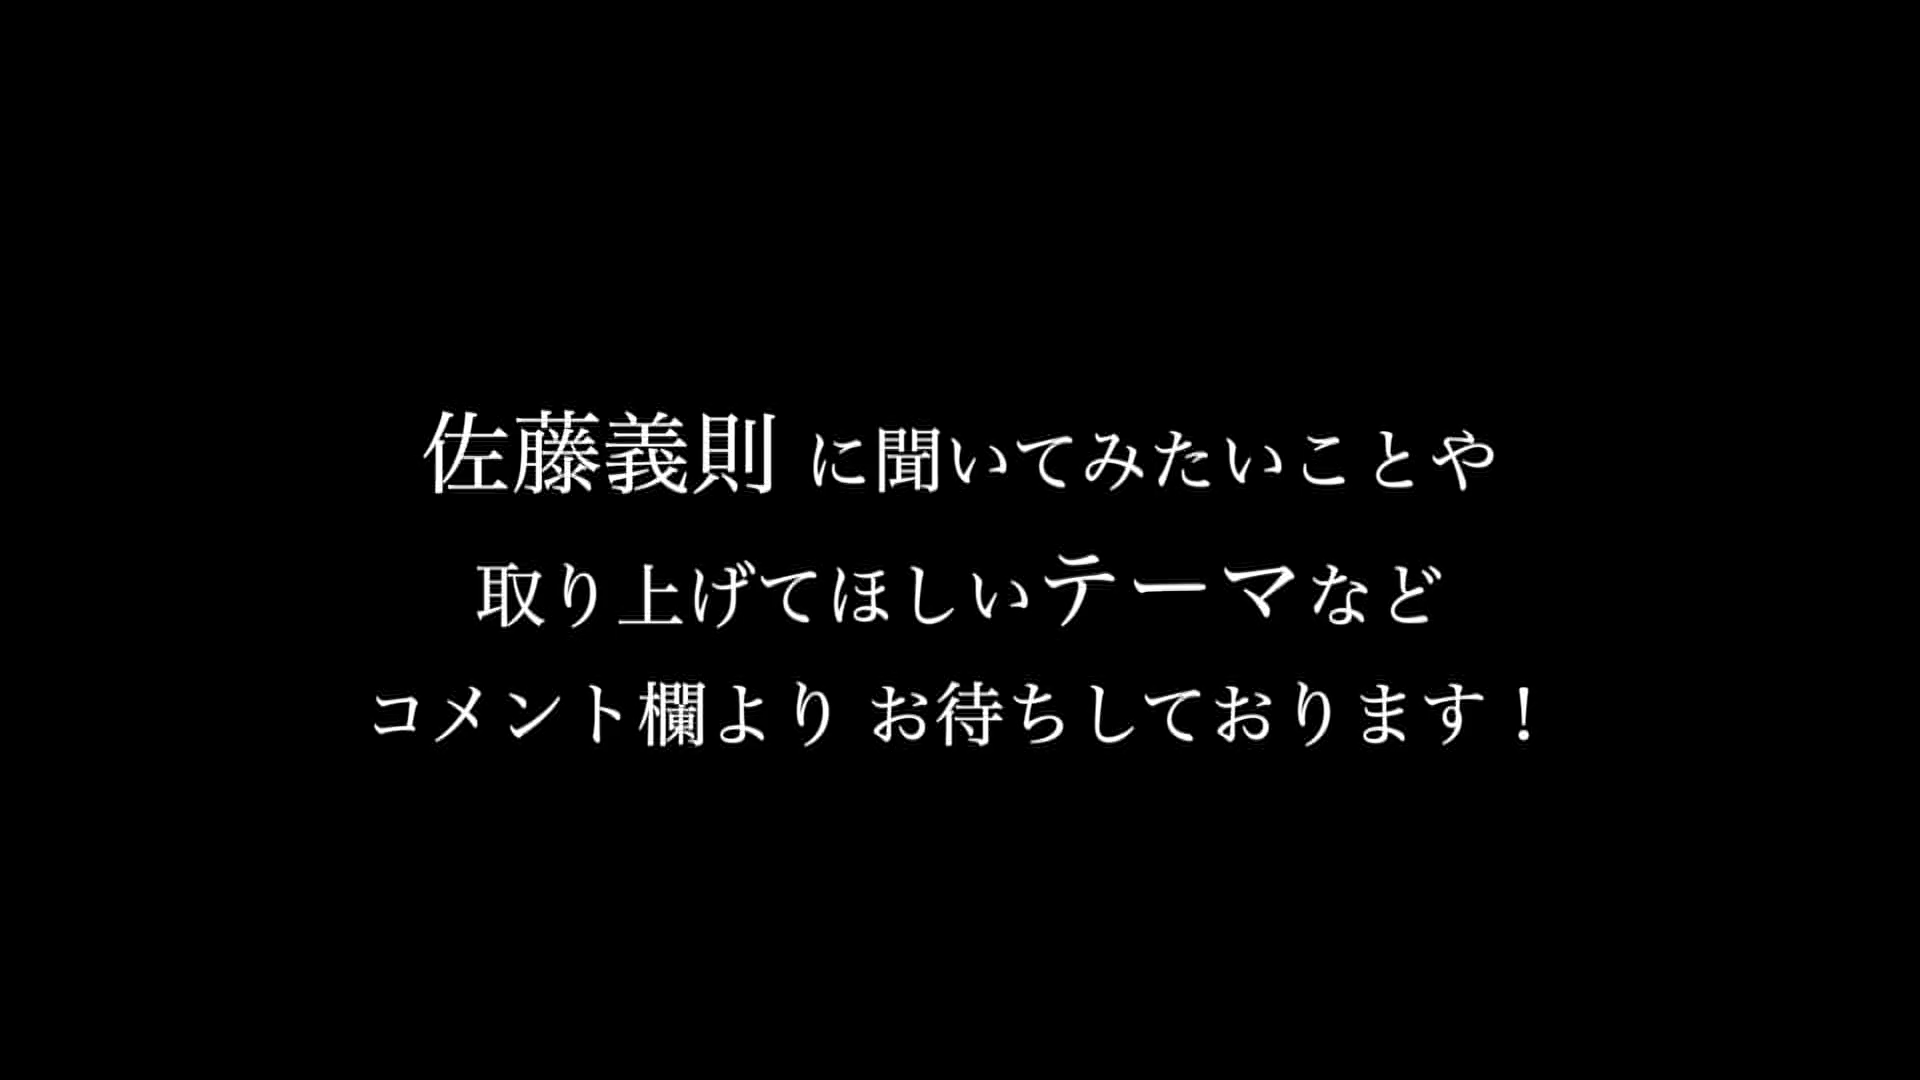 佐藤義則 に聞いてみたいことや
取り上げてほしいテーマなど
コメント欄より お待ちしております！